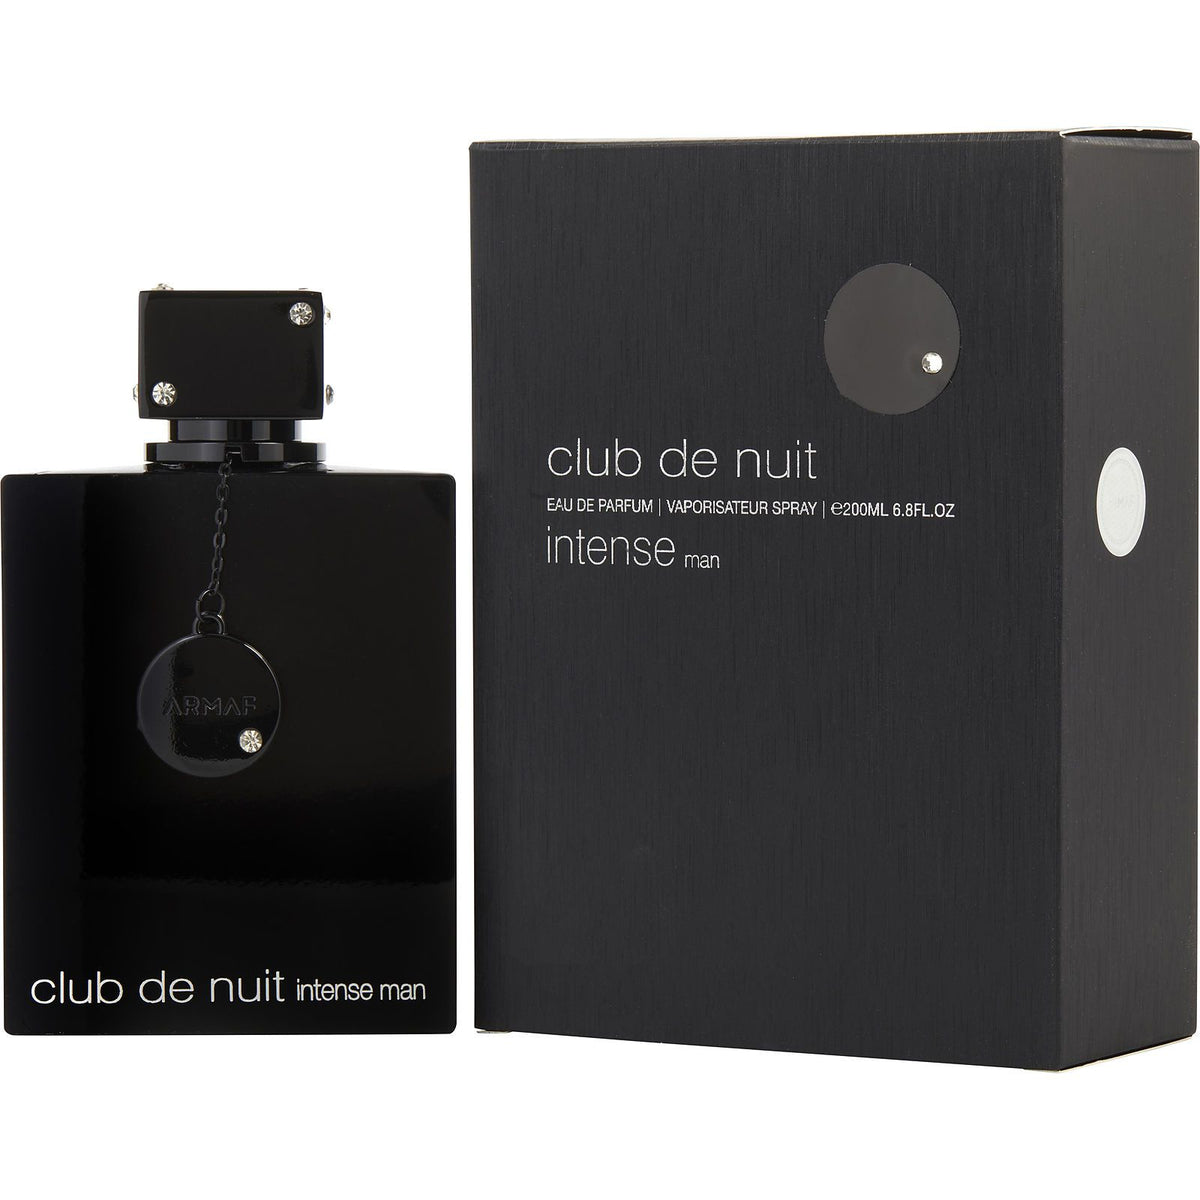 ARMAF
club de nuit intense man
club de nuit
EAU DE PARFUM | VAPORISATEUR SPRAY | ℮200ML 6.8FL.OZ
intense man
ARMAF